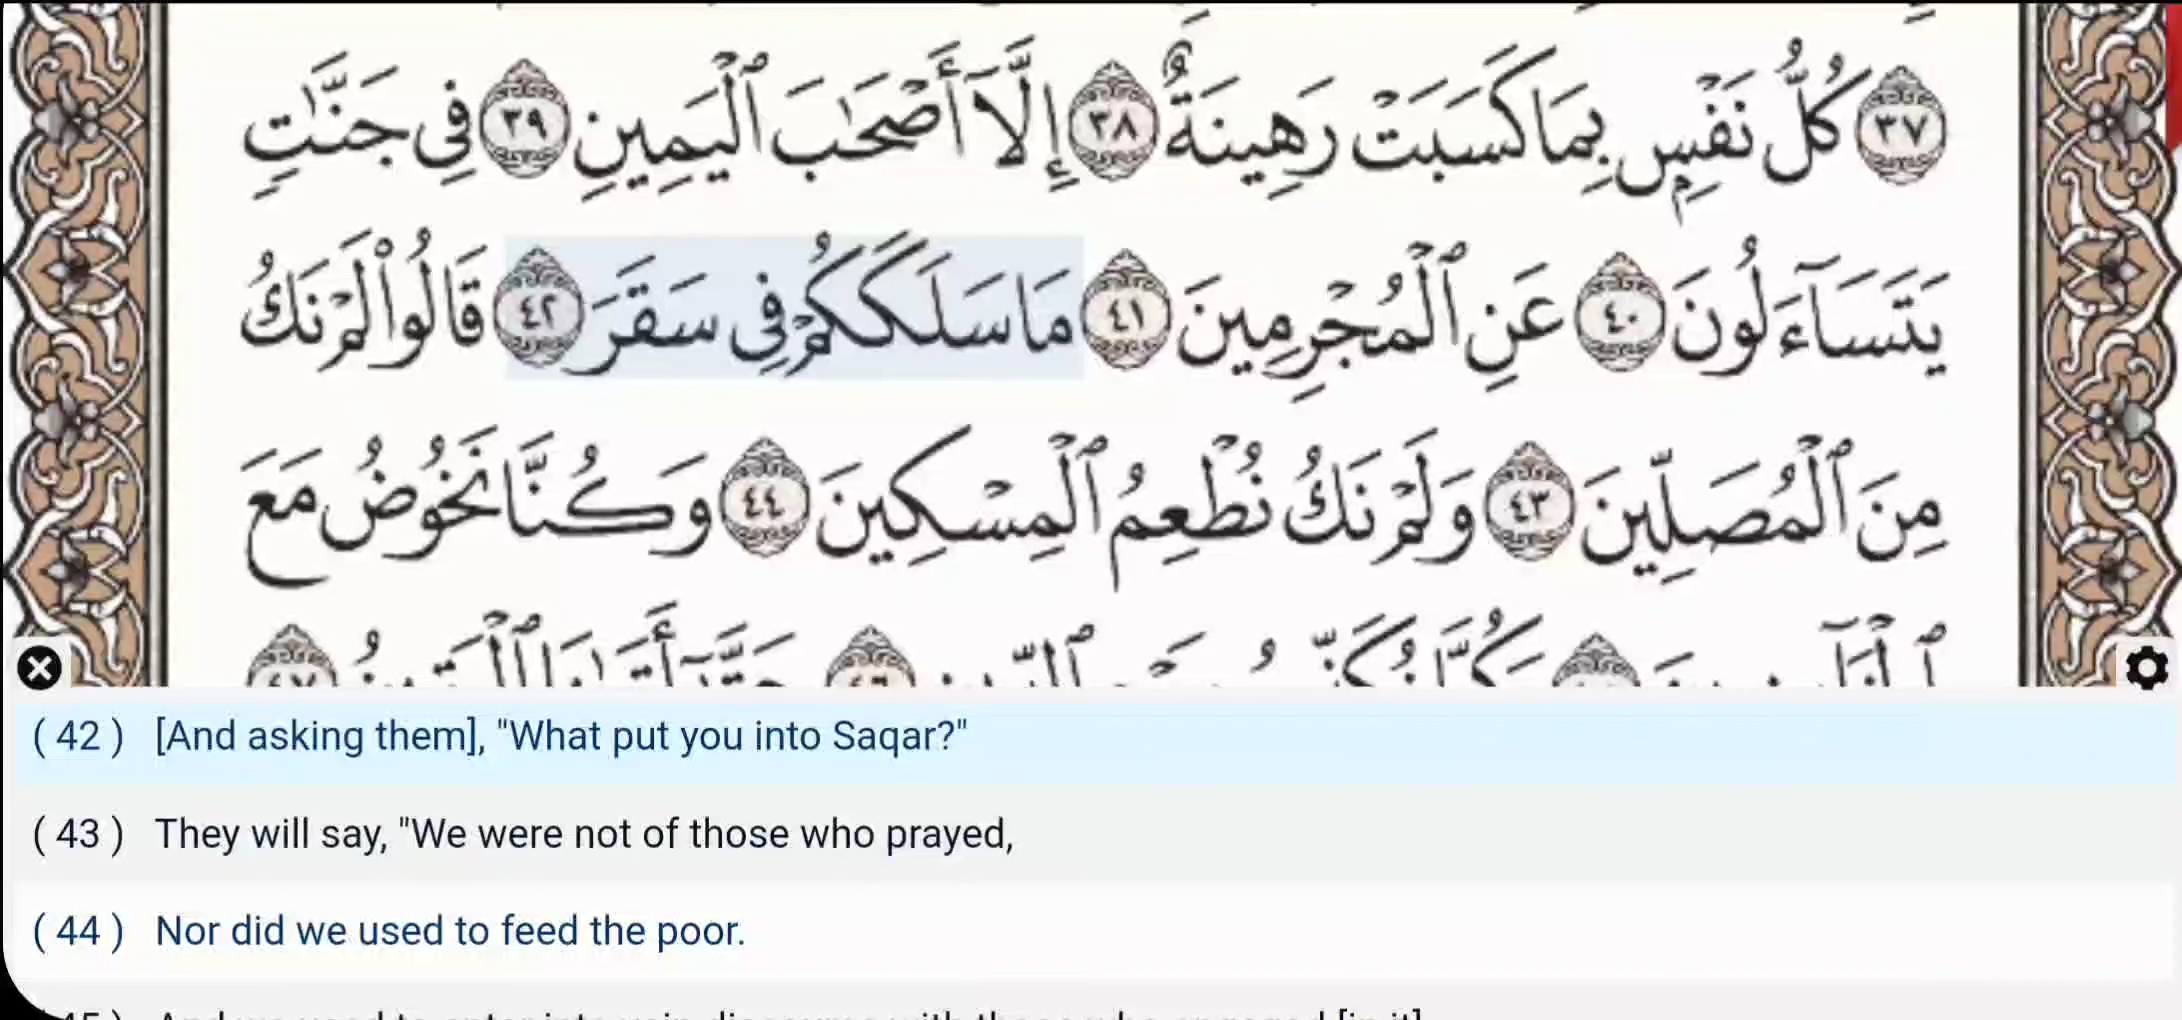 ٣٧ كُلُّ نَفْسٍۭ بِمَا كَسَبَتْ رَهِينَةٌ ٣٨ إِلَّآ أَصْحَٰبَ ٱلْيَمِينِ ٣٩ فِى جَنَّٰتٍ
يَتَسَآءَلُونَ ٤٠ عَنِ ٱلْمُجْرِمِينَ ٤١ مَا سَلَكَكُمْ فِى سَقَرَ ٤٢ قَالُوا۟ لَمْ نَكُ
مِنَ ٱلْمُصَلِّينَ ٤٣ وَلَمْ نَكُ نُطْعِمُ ٱلْمِسْكِينَ ٤٤ وَكُنَّا نَخُوضُ مَعَ
( 42 ) [And asking them], "What put you into Saqar?"
( 43 ) They will say, "We were not of those who prayed,
( 44 ) Nor did we used to feed the poor.